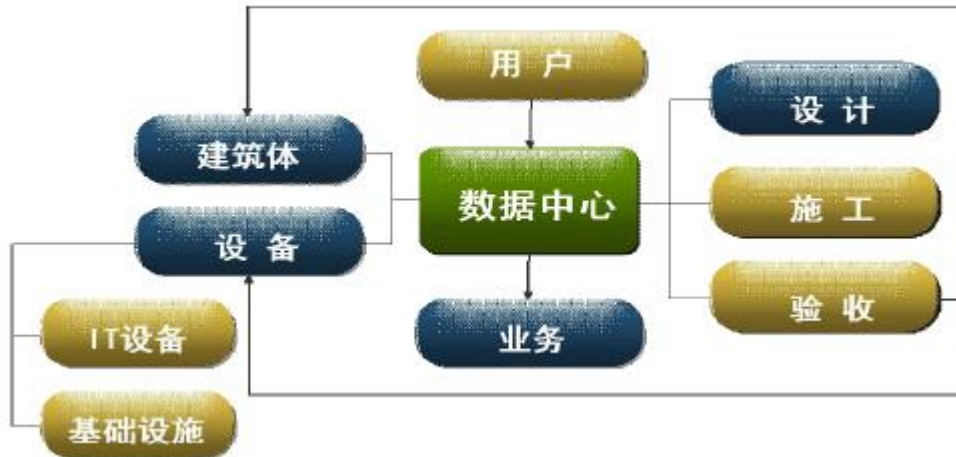 用 户
设 计
建筑体
数据中心
施 工
设 备
验 收
IT设备
业务
基础设施